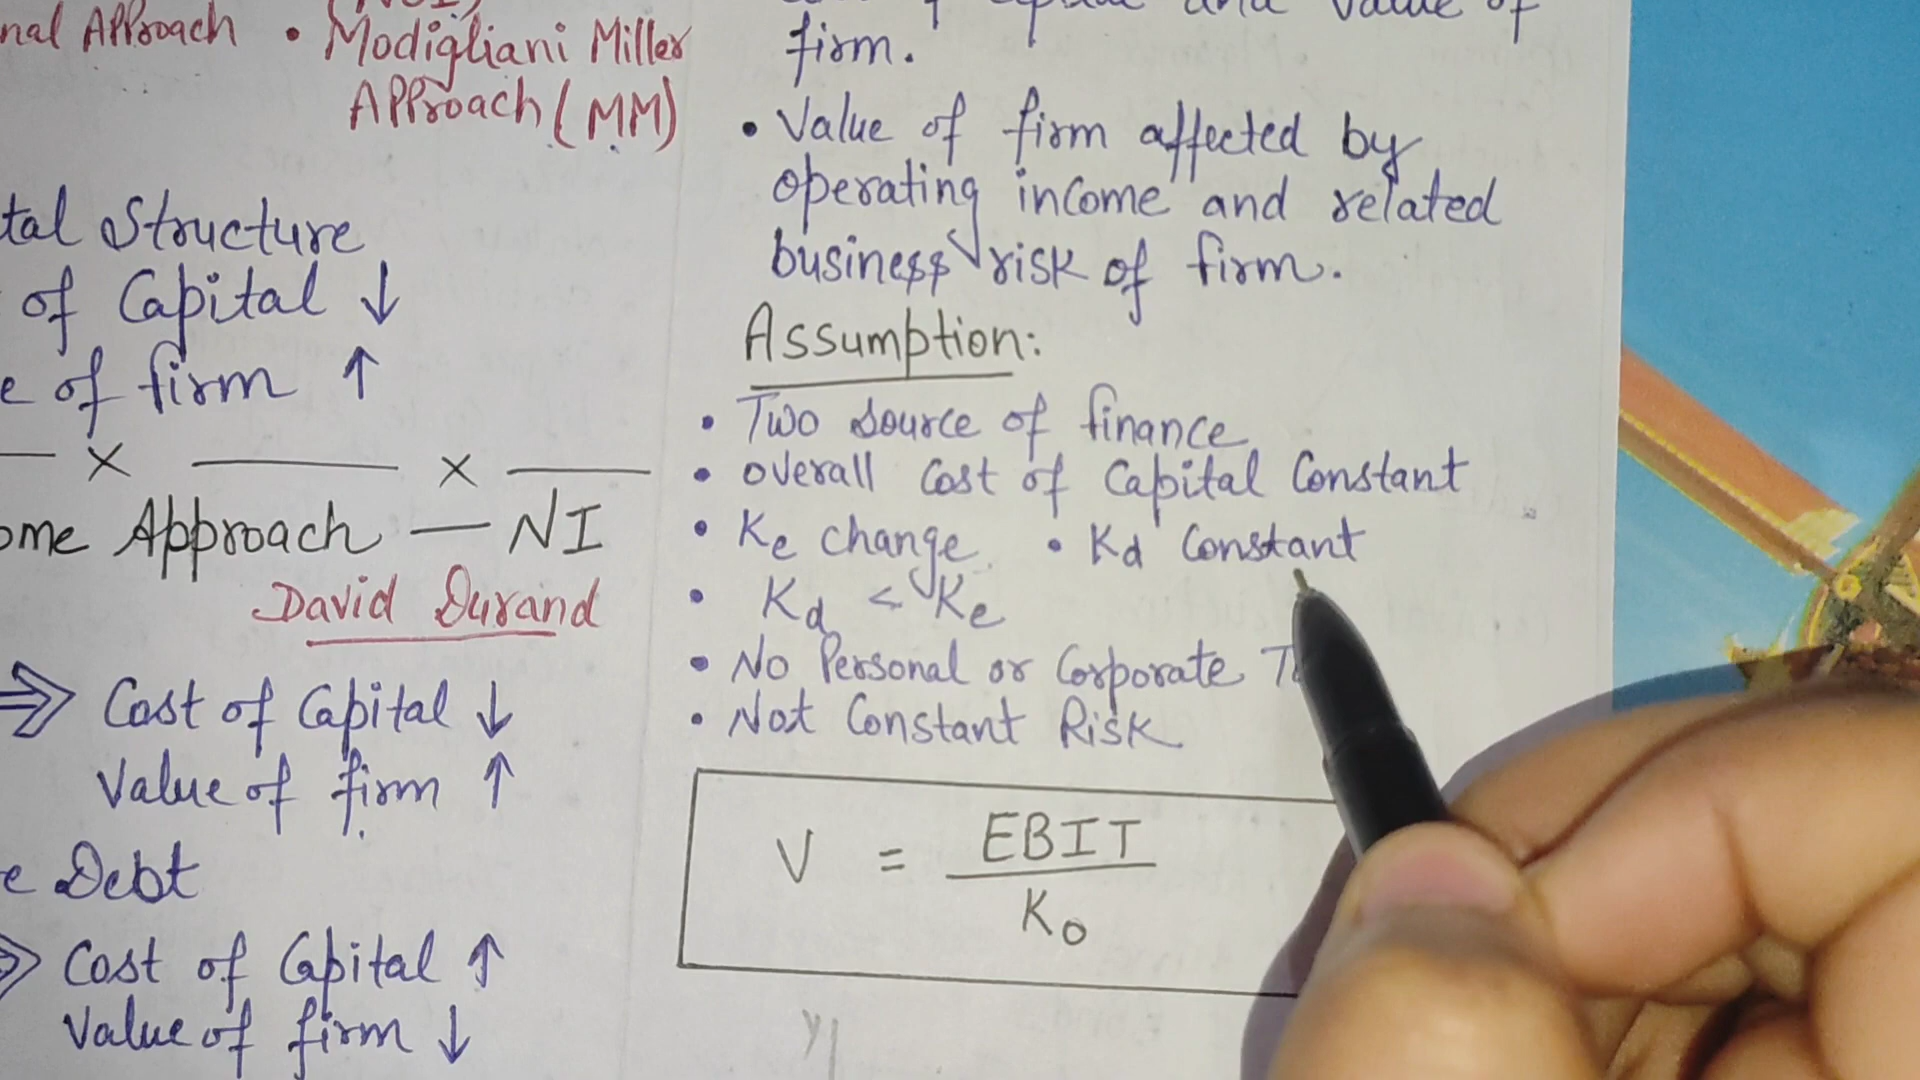 Approach
• Modigliani Miller
Approach (MM)
Structure
of Capital ↓
of firm ↑
— × — × —
Approach — NI
David Durand
⇒ Cost of Capital ↓
Value of firm ↑
Debt
Cost of Capital ↑
Value of firm ↓
and value of
firm.
• Value of firm affected by
operating income and related
business risk of firm.
Assumption:
• Two source of finance
• overall Cost of Capital Constant
• Ke change • Kd Constant
• Kd < Ke
• No Personal or Corporate
• Not Constant Risk
V = EBIT
Ko